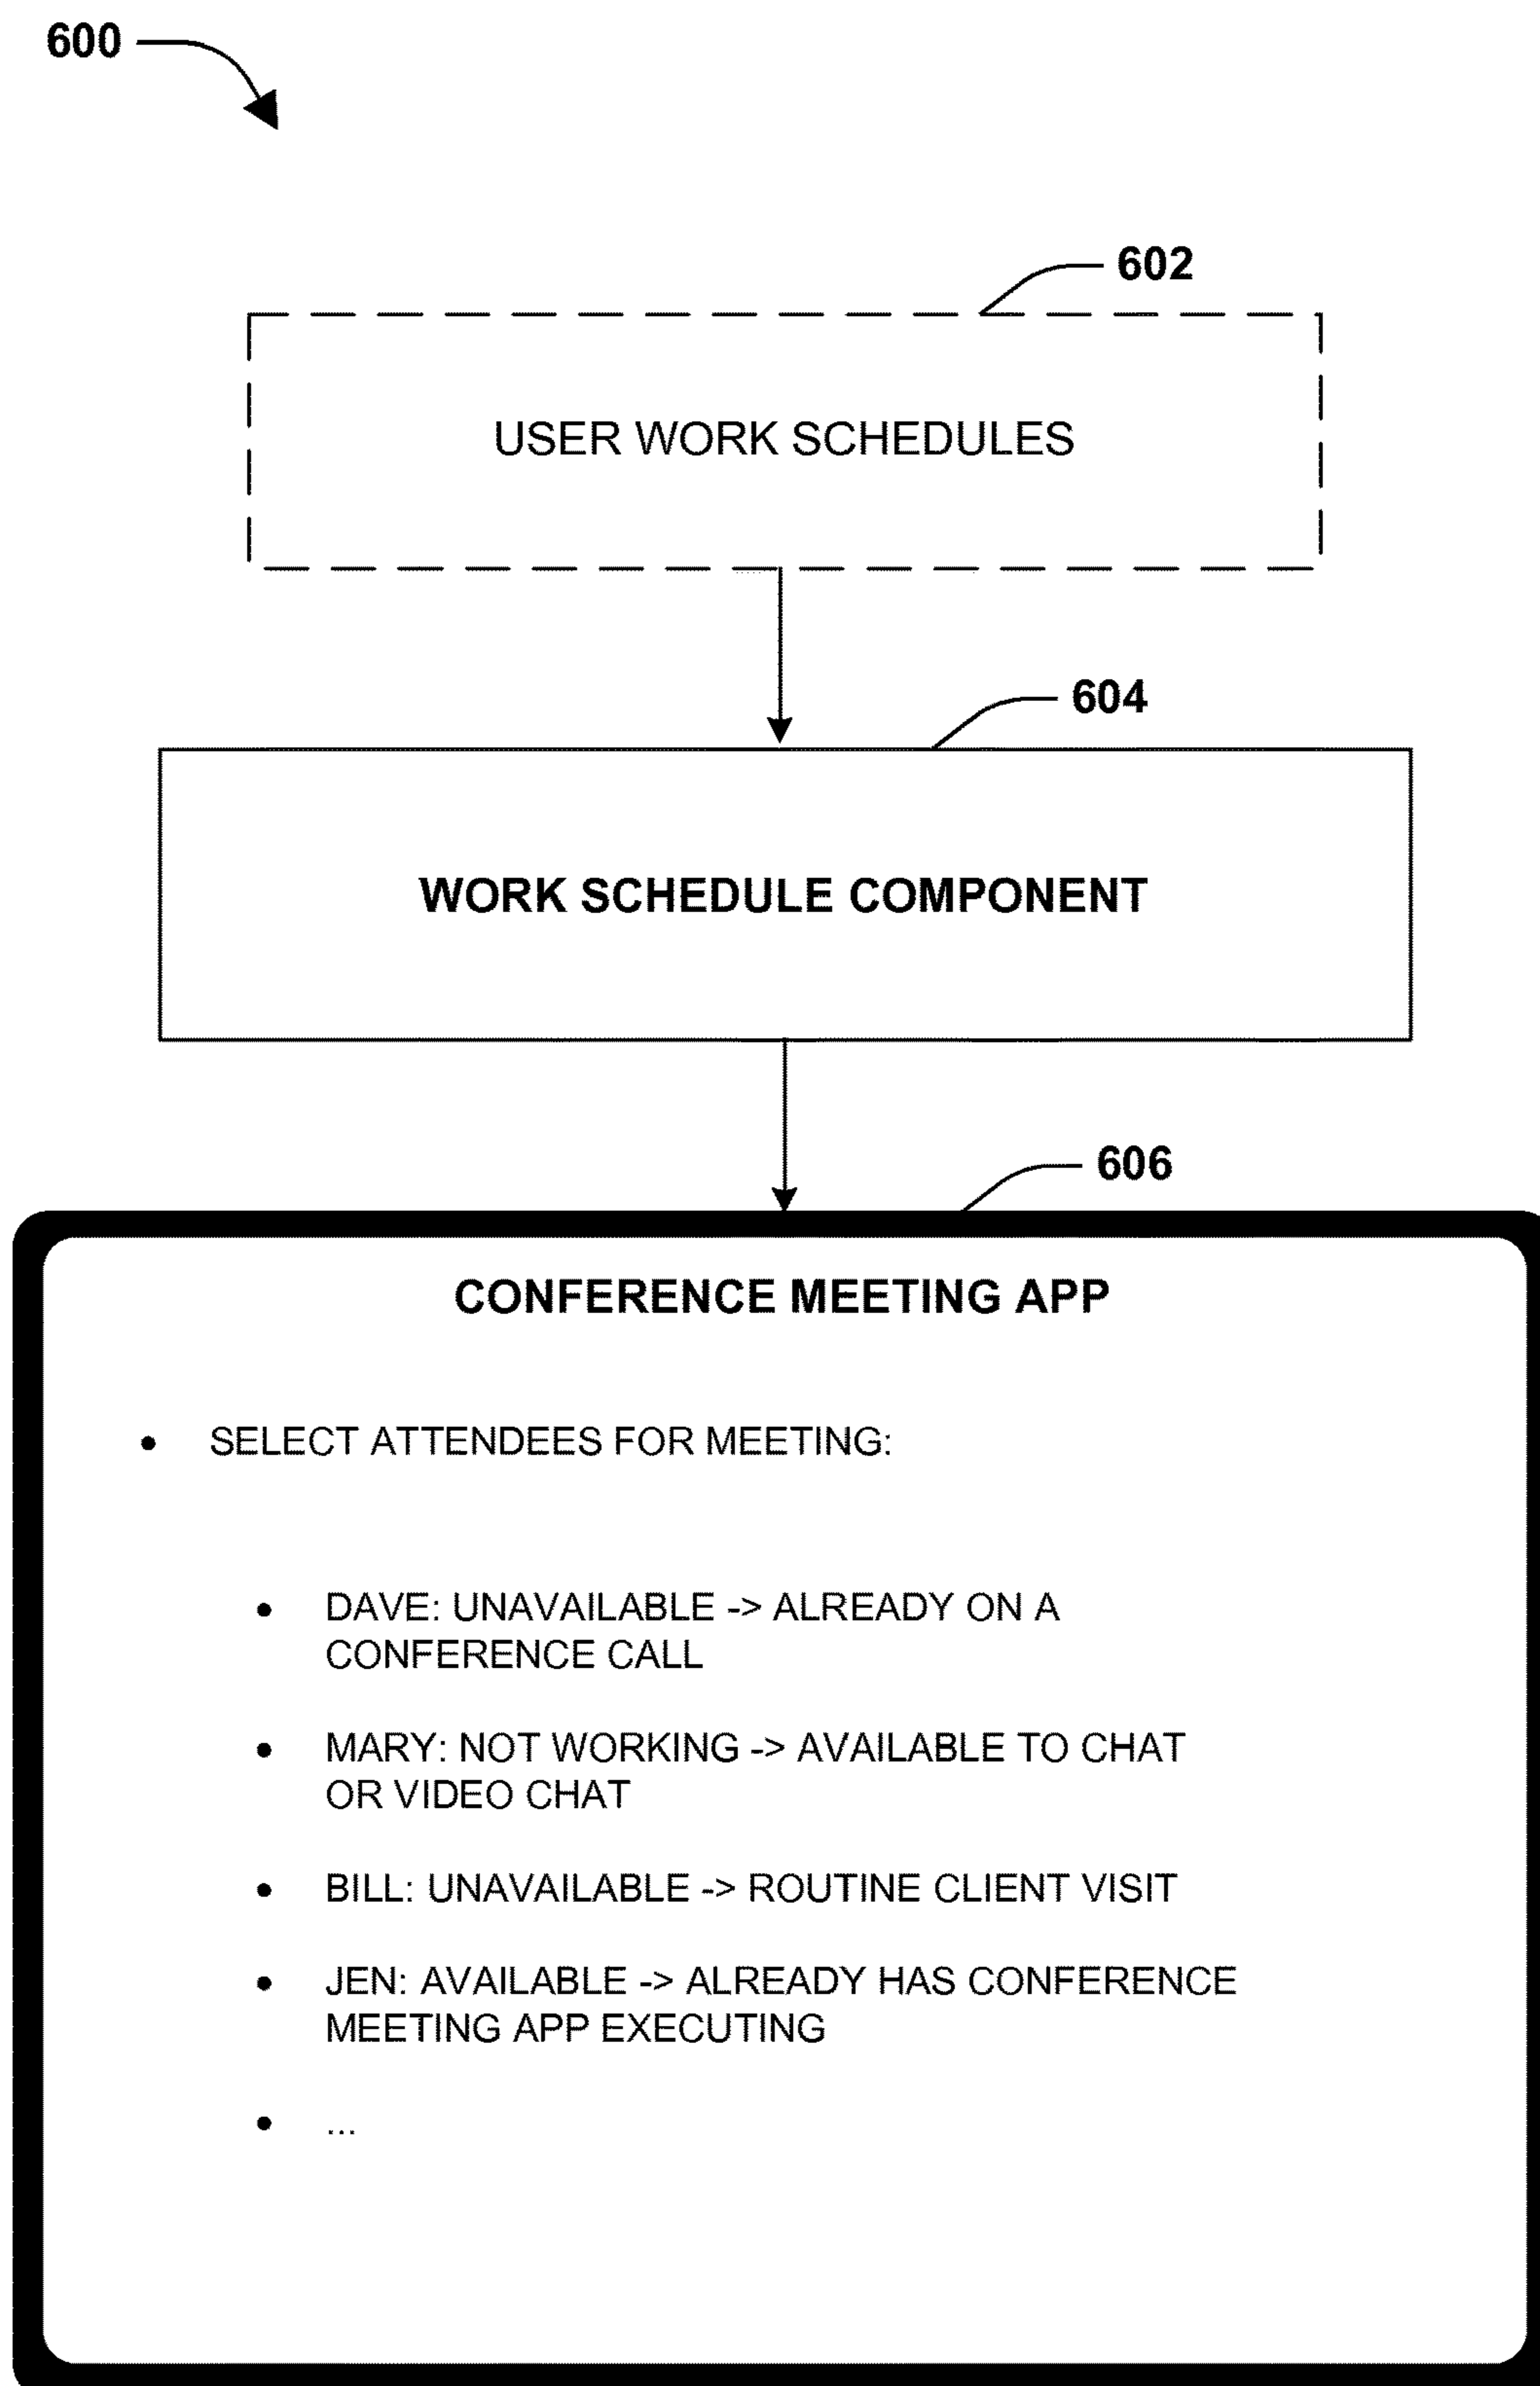 600
602
USER WORK SCHEDULES
604
WORK SCHEDULE COMPONENT
606
CONFERENCE MEETING APP
• SELECT ATTENDEES FOR MEETING:
• DAVE: UNAVAILABLE -> ALREADY ON A
CONFERENCE CALL
• MARY: NOT WORKING -> AVAILABLE TO CHAT
OR VIDEO CHAT
• BILL: UNAVAILABLE -> ROUTINE CLIENT VISIT
• JEN: AVAILABLE -> ALREADY HAS CONFERENCE
MEETING APP EXECUTING
• ...